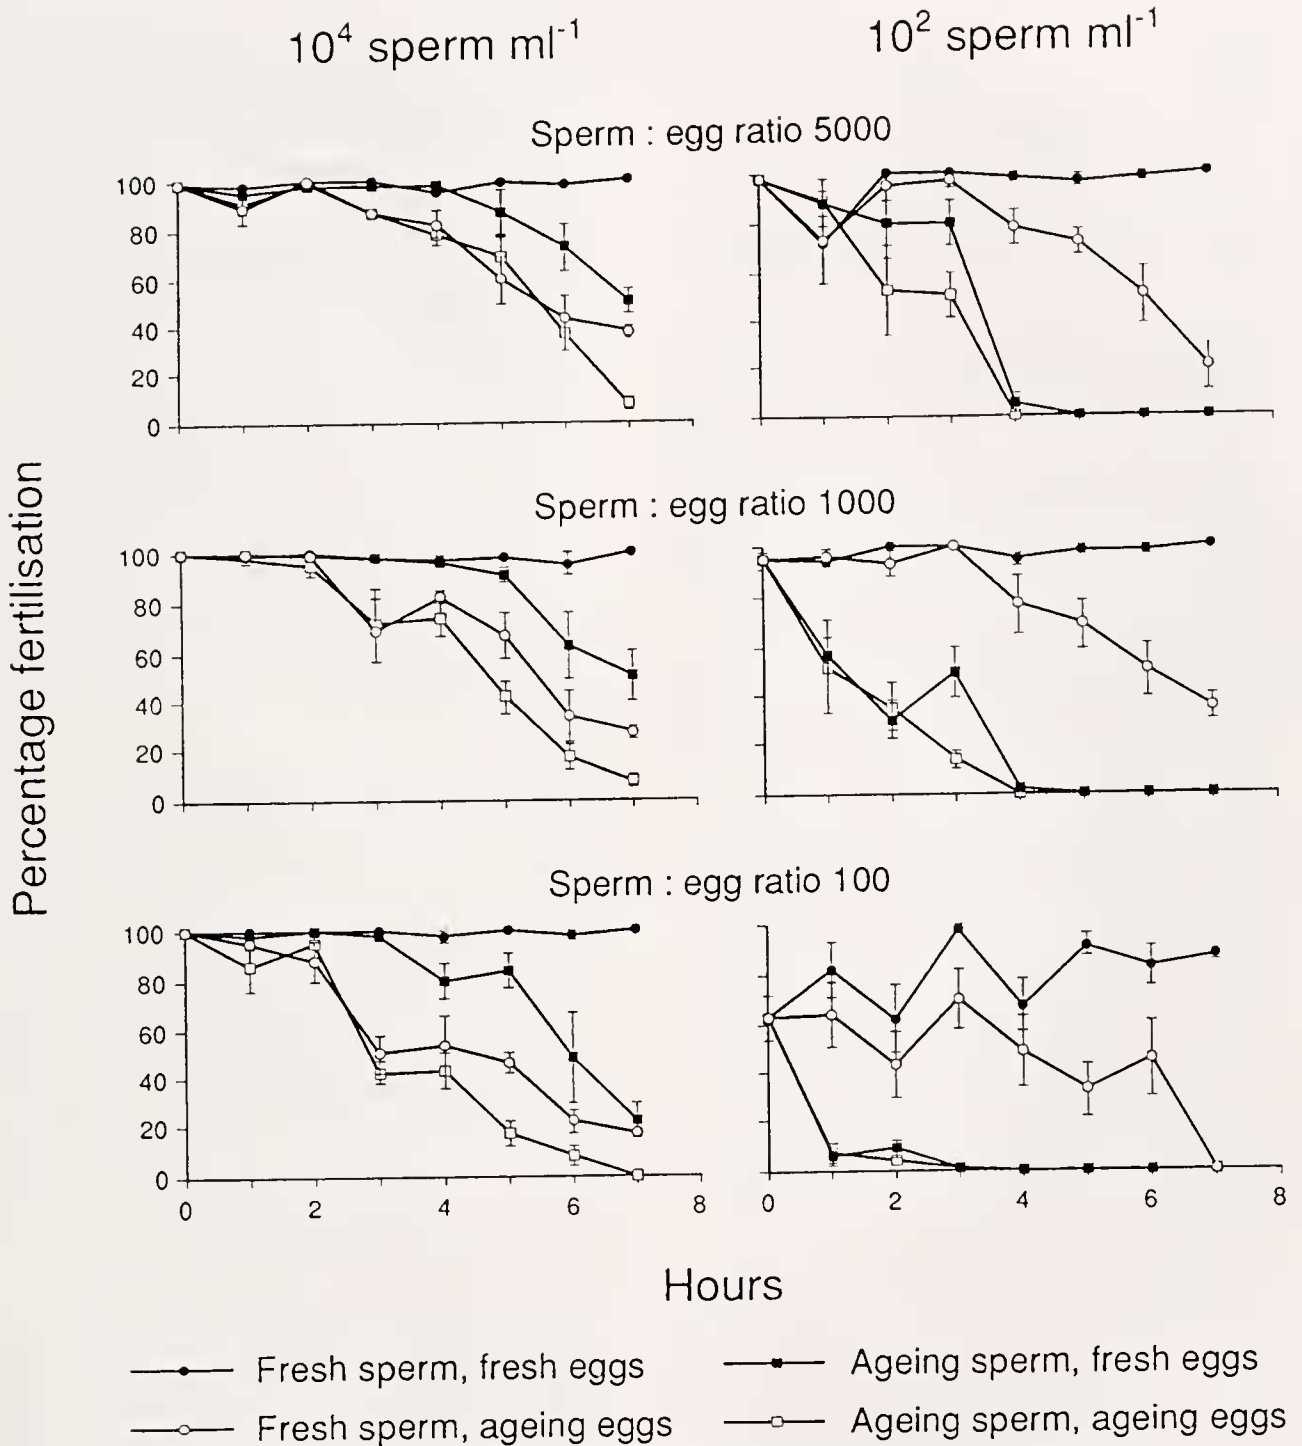 10⁴ sperm ml⁻¹
10² sperm ml⁻¹
Sperm : egg ratio 5000
100
80
60
40
20
0
Sperm : egg ratio 1000
100
80
60
40
20
0
Sperm : egg ratio 100
100
80
60
40
20
0
0 2 4 6 8
0 2 4 6 8
Percentage fertilisation
Hours
Fresh sperm, fresh eggs
Ageing sperm, fresh eggs
Fresh sperm, ageing eggs
Ageing sperm, ageing eggs